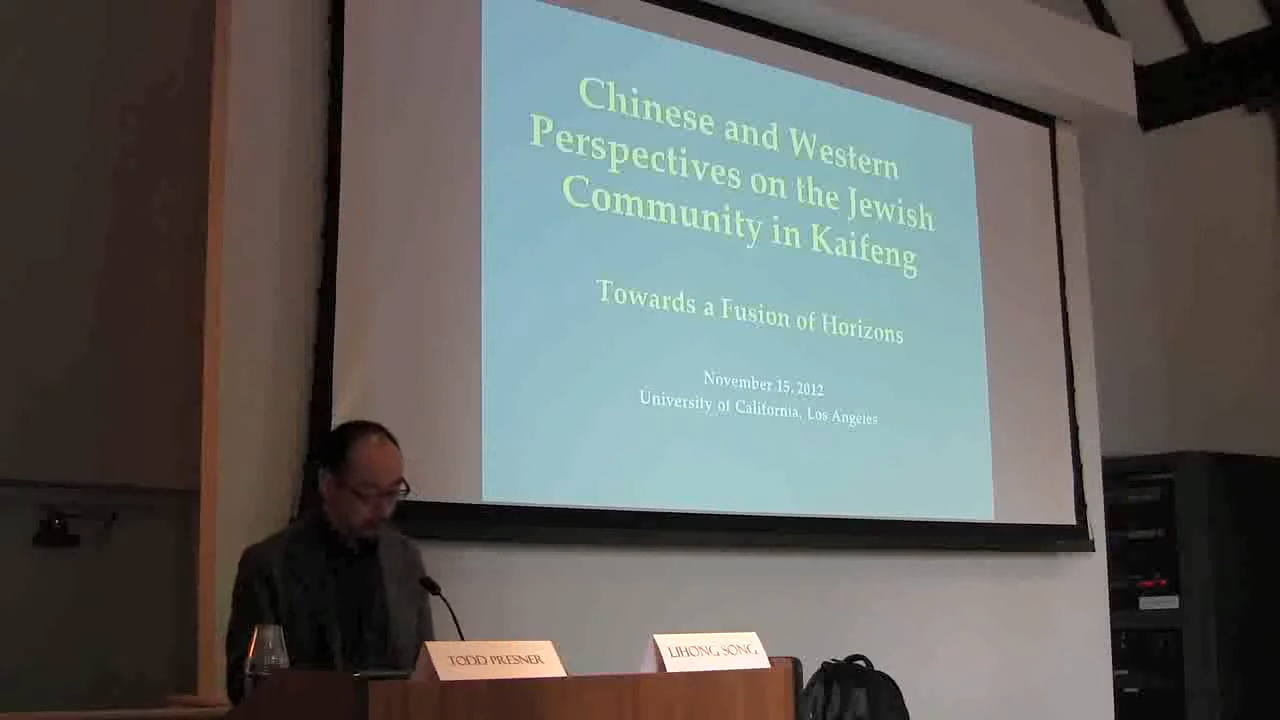 Chinese and Western
Perspectives on the Jewish
Community in Kaifeng
Towards a Fusion of Horizons
November 15, 2012
University of California, Los Angeles
TODD PRESNER
LIHONG SONG